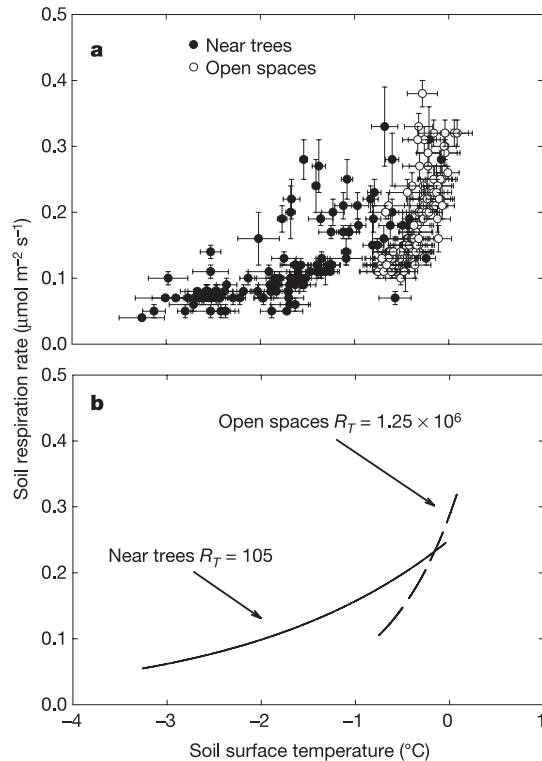 a
Near trees
Open spaces
0.5
0.4
0.3
0.2
0.1
0.0
Soil respiration rate (µmol m⁻² s⁻¹)
b
Open spaces R_T = 1.25 × 10⁶
Near trees R_T = 105
0.5
0.4
0.3
0.2
0.1
0.0
−4 −3 −2 −1 0 1
Soil surface temperature (°C)